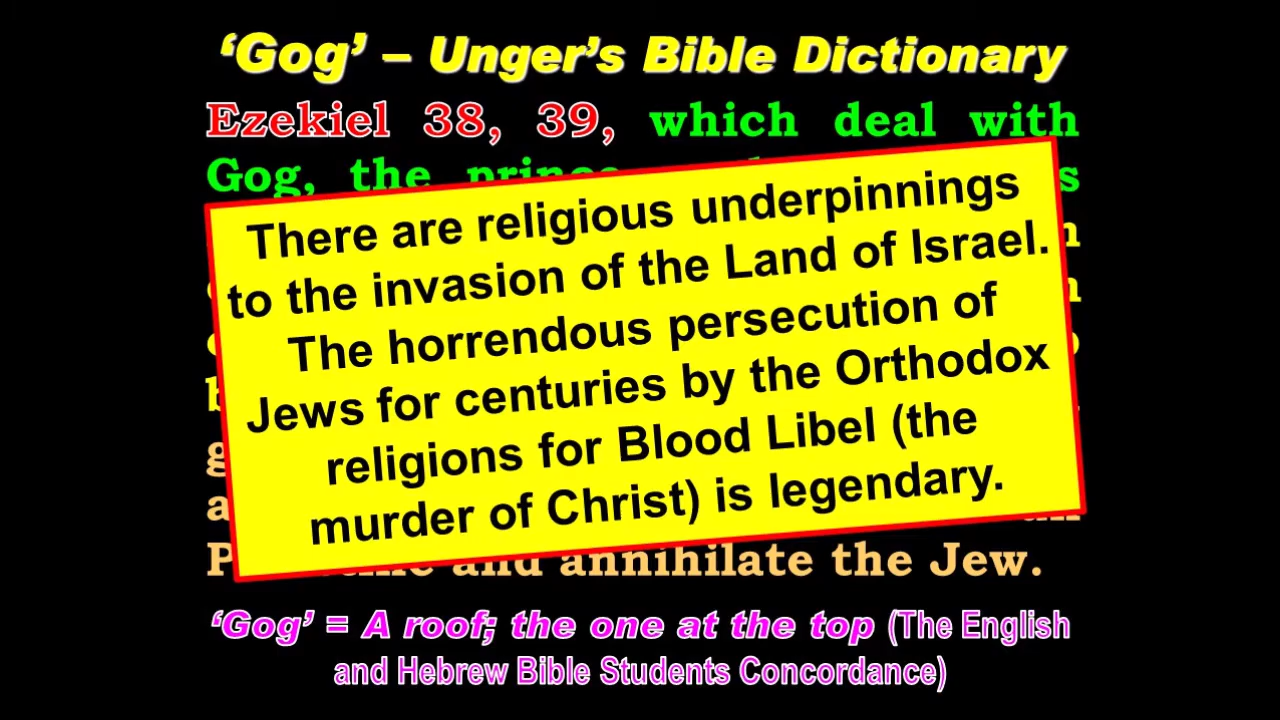 ‘Gog’ – Unger’s Bible Dictionary
Ezekiel 38, 39, which deal with
Gog, the prince
There are religious underpinnings
to the invasion of the Land of Israel.
The horrendous persecution of
Jews for centuries by the Orthodox
religions for Blood Libel (the
murder of Christ) is legendary.
and annihilate the Jew.
‘Gog’ = A roof; the one at the top (The English
and Hebrew Bible Students Concordance)